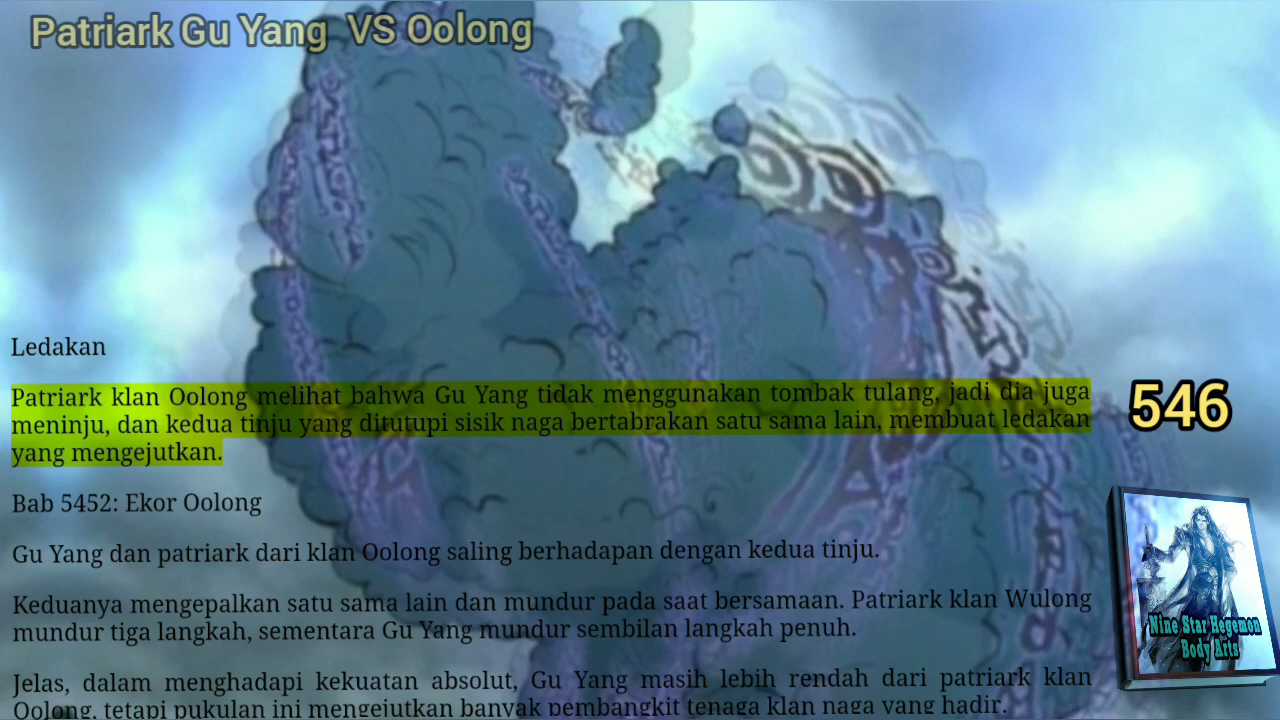 Patriark Gu Yang VS Oolong
Ledakan
Patriark klan Oolong melihat bahwa Gu Yang tidak menggunakan tombak tulang, jadi dia juga
meninju, dan kedua tinju yang ditutupi sisik naga bertabrakan satu sama lain, membuat ledakan
yang mengejutkan.
546
Bab 5452: Ekor Oolong
Gu Yang dan patriark dari klan Oolong saling berhadapan dengan kedua tinju.
Keduanya mengepalkan satu sama lain dan mundur pada saat bersamaan. Patriark klan Wulong
mundur tiga langkah, sementara Gu Yang mundur sembilan langkah penuh.
Nine Star Hegemon
Body Arts
Jelas, dalam menghadapi kekuatan absolut, Gu Yang masih lebih rendah dari patriark klan
Oolong, tetapi pukulan ini mengejutkan banyak pembangkit tenaga klan naga yang hadir.